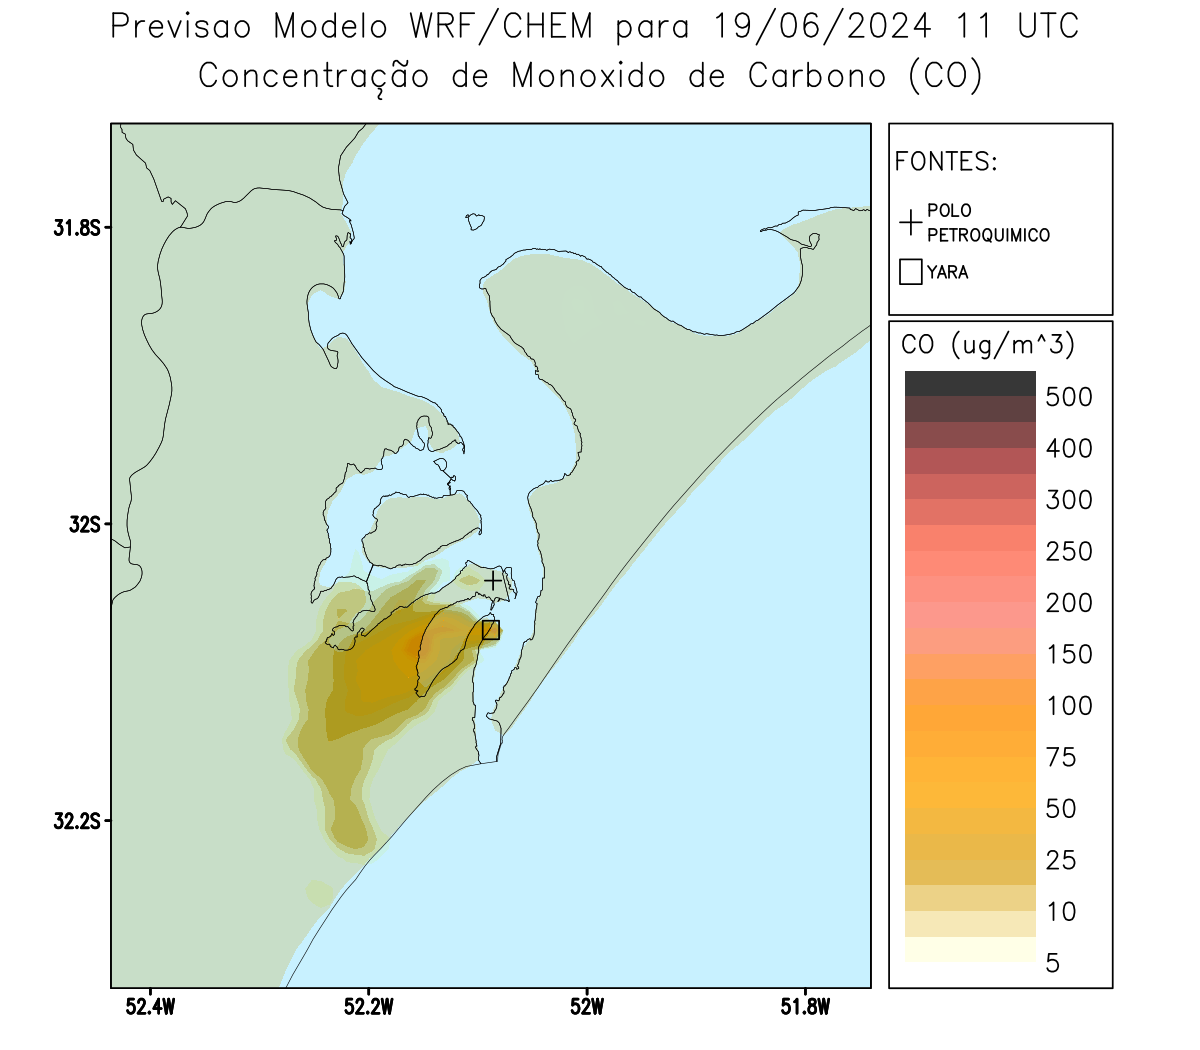 Previsao Modelo WRF/CHEM para 19/06/2024 11 UTC
Concentração de Monoxido de Carbono (CO)
FONTES:
POLO
PETROQUIMICO
YARA
CO (ug/m^3)
500
400
300
250
200
150
100
75
50
25
10
5
31.8S
32S
32.2S
52.4W
52.2W
52W
51.8W